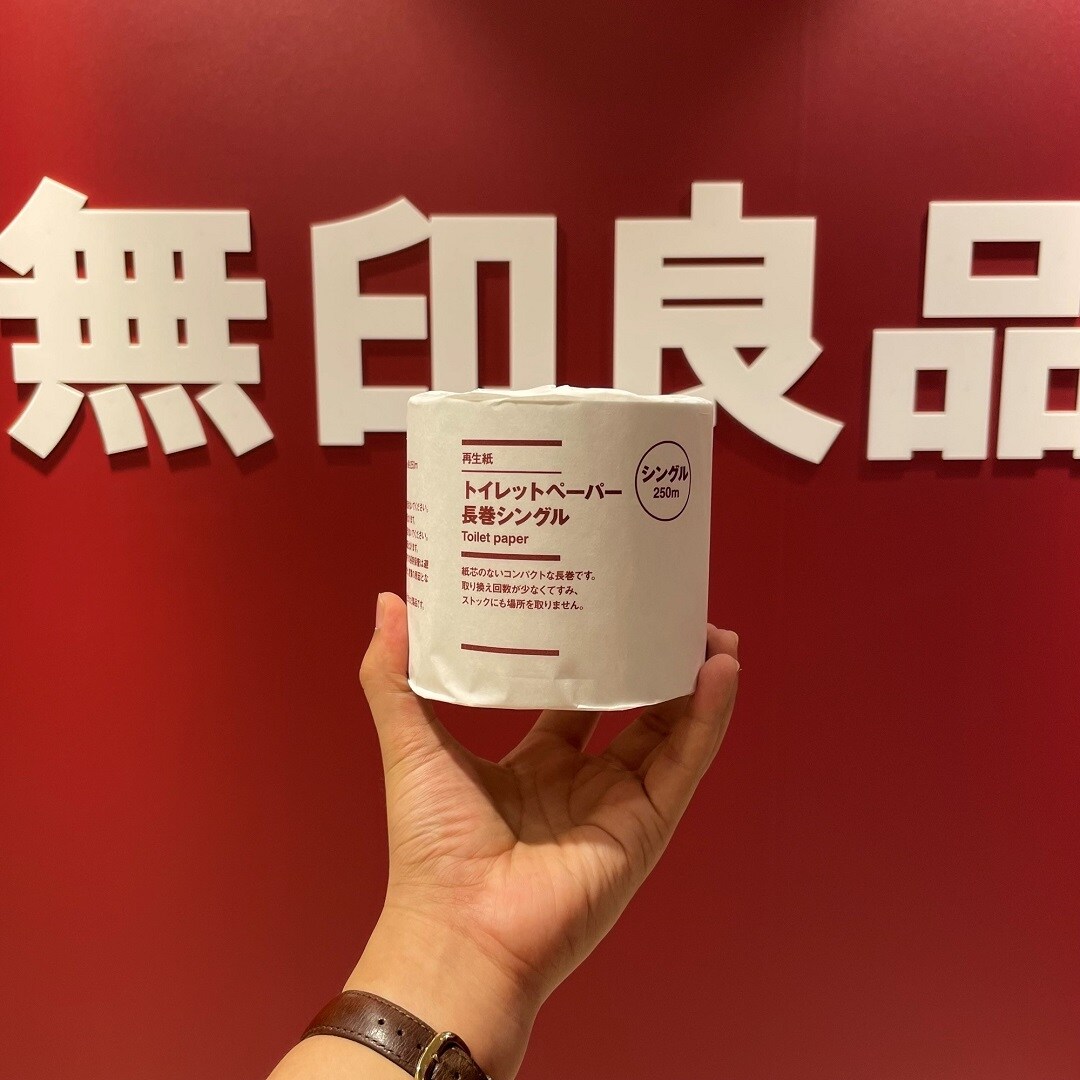 無印良品
再生紙
トイレットペーパー
長巻シングル
Toilet paper
紙芯のないコンパクトな長巻です。
取り換え回数が少なくてすみ、
ストックにも場所を取りません。
シングル
250m